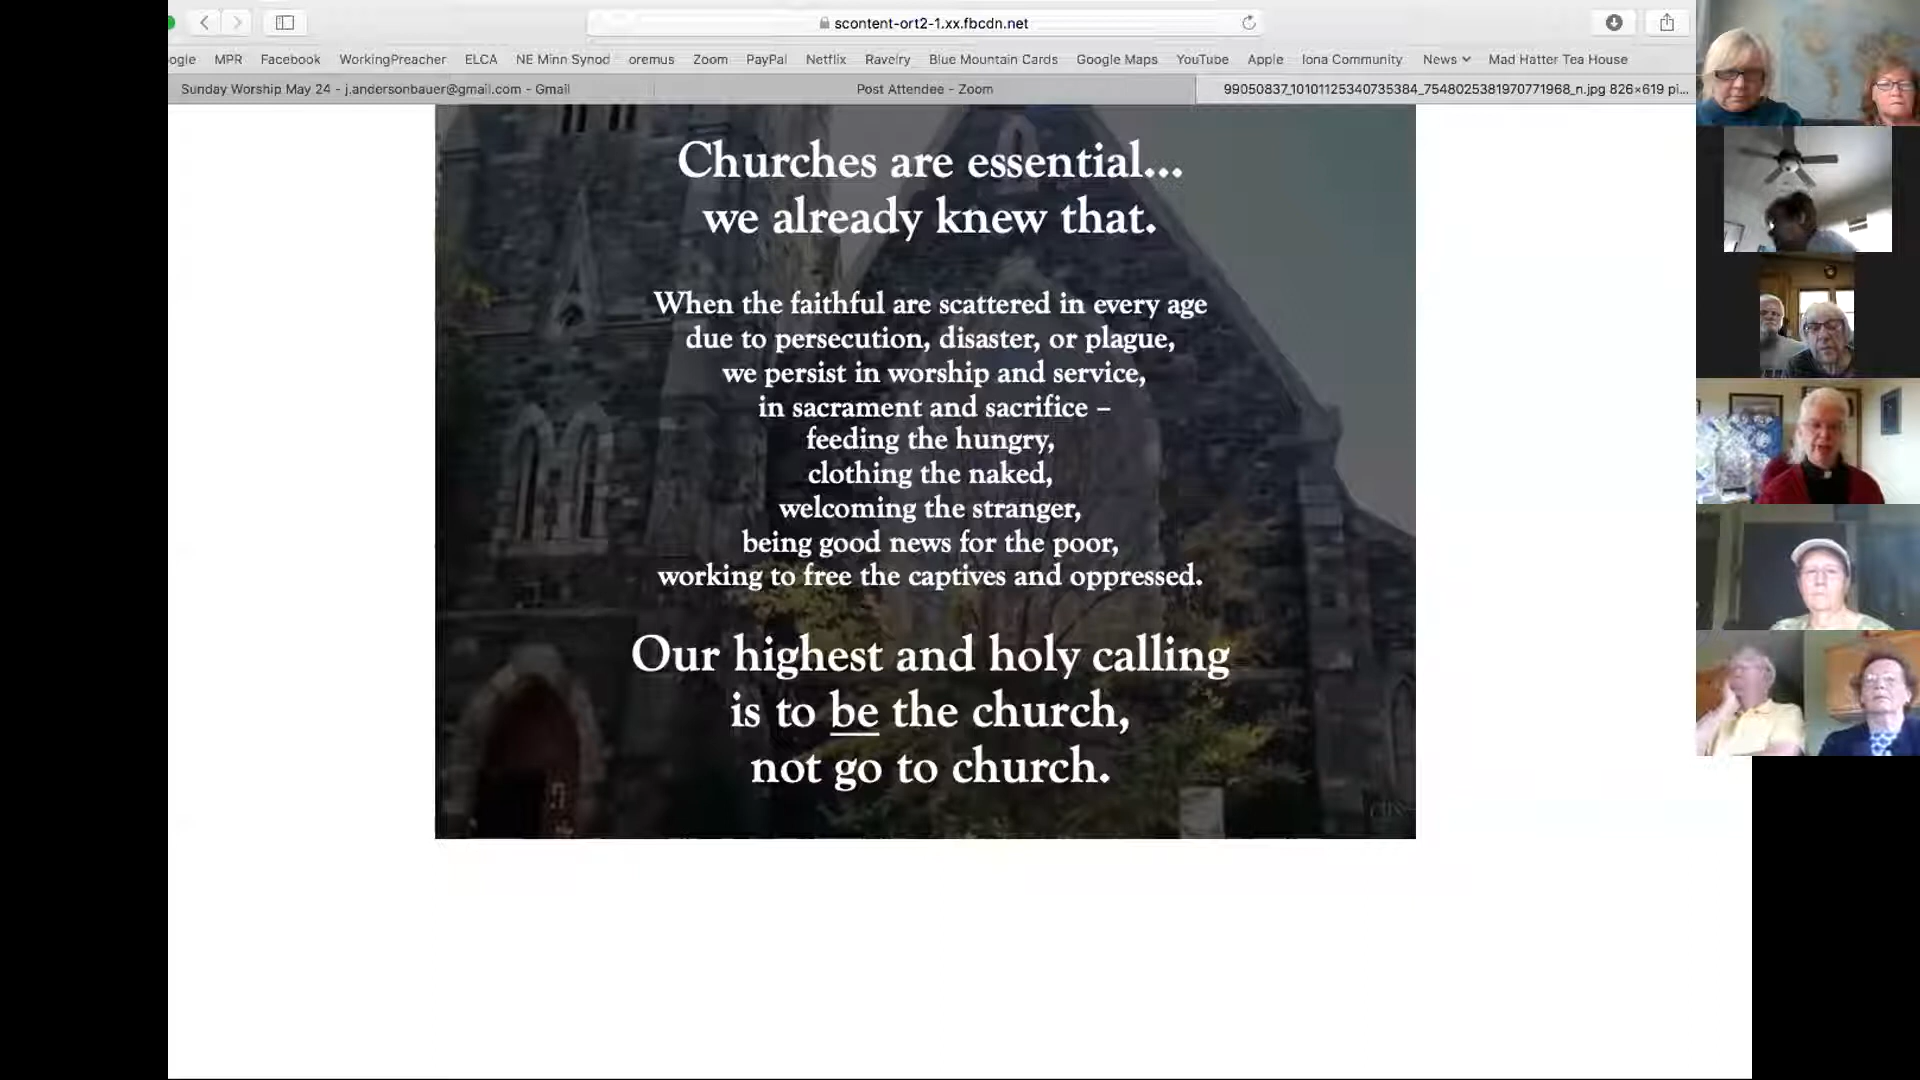 scontent-ort2-1.xx.fbcdn.net
ogle MPR Facebook WorkingPreacher ELCA NE Minn Synod oremus Zoom PayPal Netflix Ravelry Blue Mountain Cards Google Maps YouTube Apple Iona Community News Mad Hatter Tea House
Sunday Worship May 24 - j.andersonbauer@gmail.com - Gmail Post Attendee - Zoom 99050837_10101125340735384_7548025381970771968_n.jpg 826×619 pi...
Churches are essential...
we already knew that.
When the faithful are scattered in every age
due to persecution, disaster, or plague,
we persist in worship and service,
in sacrament and sacrifice –
feeding the hungry,
clothing the naked,
welcoming the stranger,
being good news for the poor,
working to free the captives and oppressed.
Our highest and holy calling
is to be the church,
not go to church.